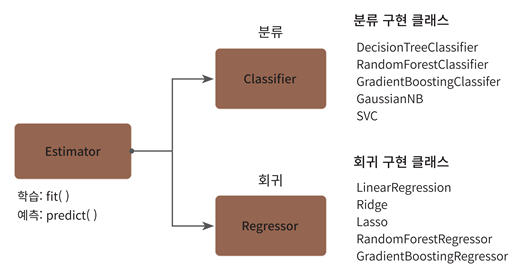 분류
Classifier
분류 구현 클래스
DecisionTreeClassifier
RandomForestClassifier
GradientBoostingClassifer
GaussianNB
SVC
Estimator
학습: fit( )
예측: predict( )
회귀
Regressor
회귀 구현 클래스
LinearRegression
Ridge
Lasso
RandomForestRegressor
GradientBoostingRegressor